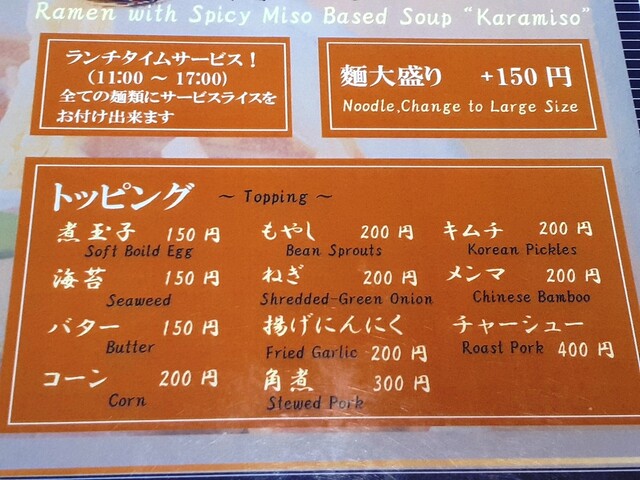 Ramen with Spicy Miso Based Soup "Karamiso"
ランチタイムサービス!
(11:00 ~ 17:00)
全ての麺類にサービスライスを
お付け出来ます
麺大盛り +150円
Noodle,Change to Large Size
トッピング ~ Topping ~
煮玉子 150円
Soft Boild Egg
海苔 150円
Seaweed
バター 150円
Butter
コーン 200円
Corn
もやし 200円
Bean Sprouts
ねぎ 200円
Shredded-Green Onion
揚げにんにく
Fried Garlic 200円
角煮 300円
Stewed Pork
キムチ 200円
Korean Pickles
メンマ 200円
Chinese Bamboo
チャーシュー
Roast Pork 400円